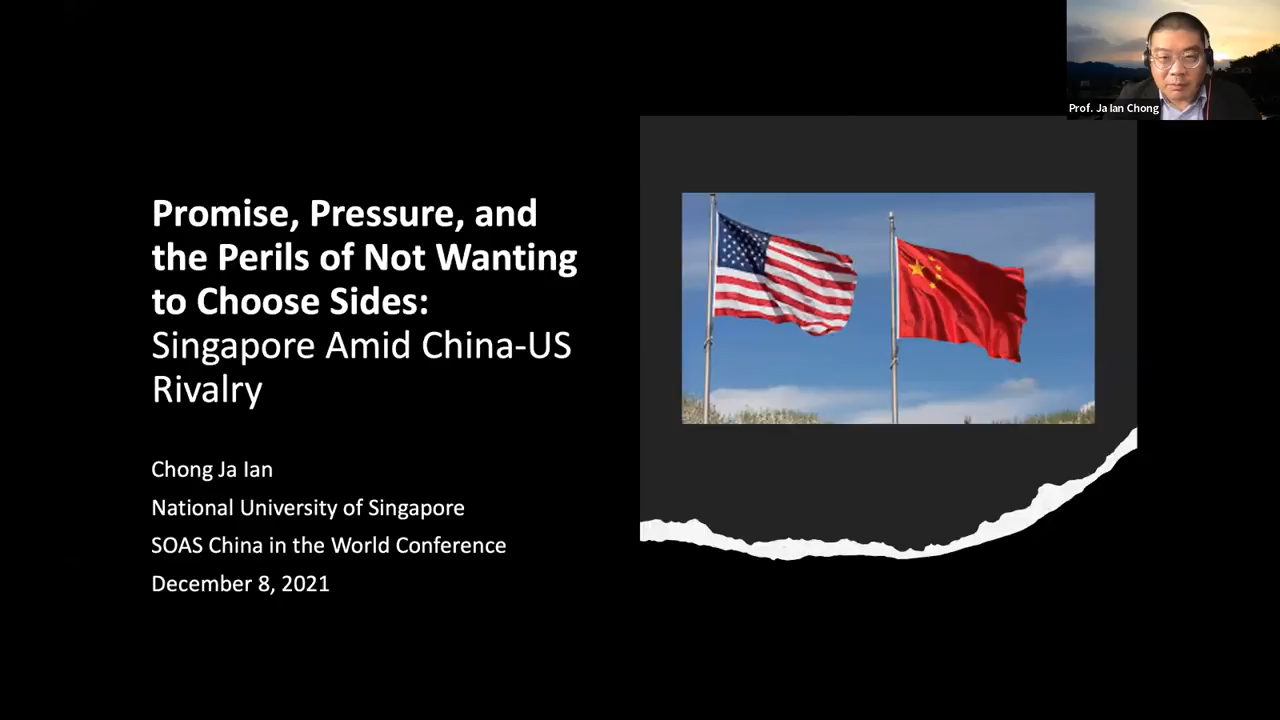 Prof. Ja Ian Chong
Promise, Pressure, and
the Perils of Not Wanting
to Choose Sides:
Singapore Amid China-US
Rivalry
Chong Ja Ian
National University of Singapore
SOAS China in the World Conference
December 8, 2021